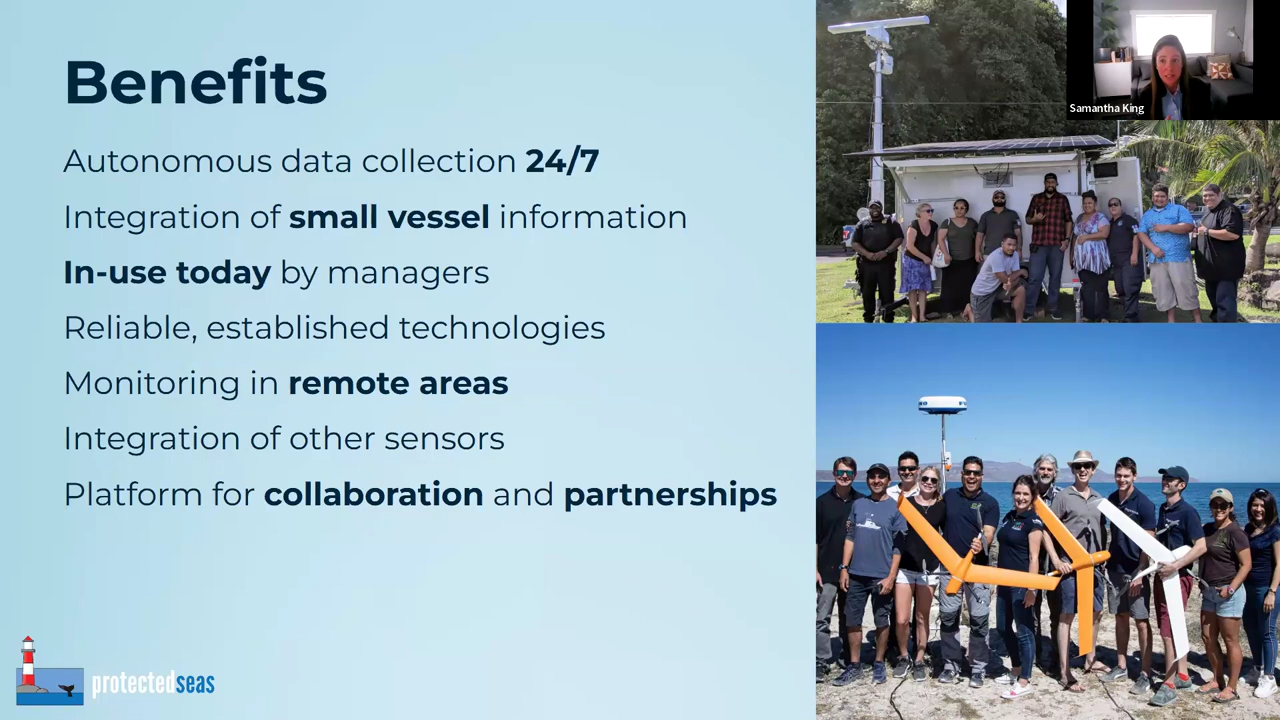 Benefits
Autonomous data collection 24/7
Integration of small vessel information
In-use today by managers
Reliable, established technologies
Monitoring in remote areas
Integration of other sensors
Platform for collaboration and partnerships
protectedseas
Samantha King